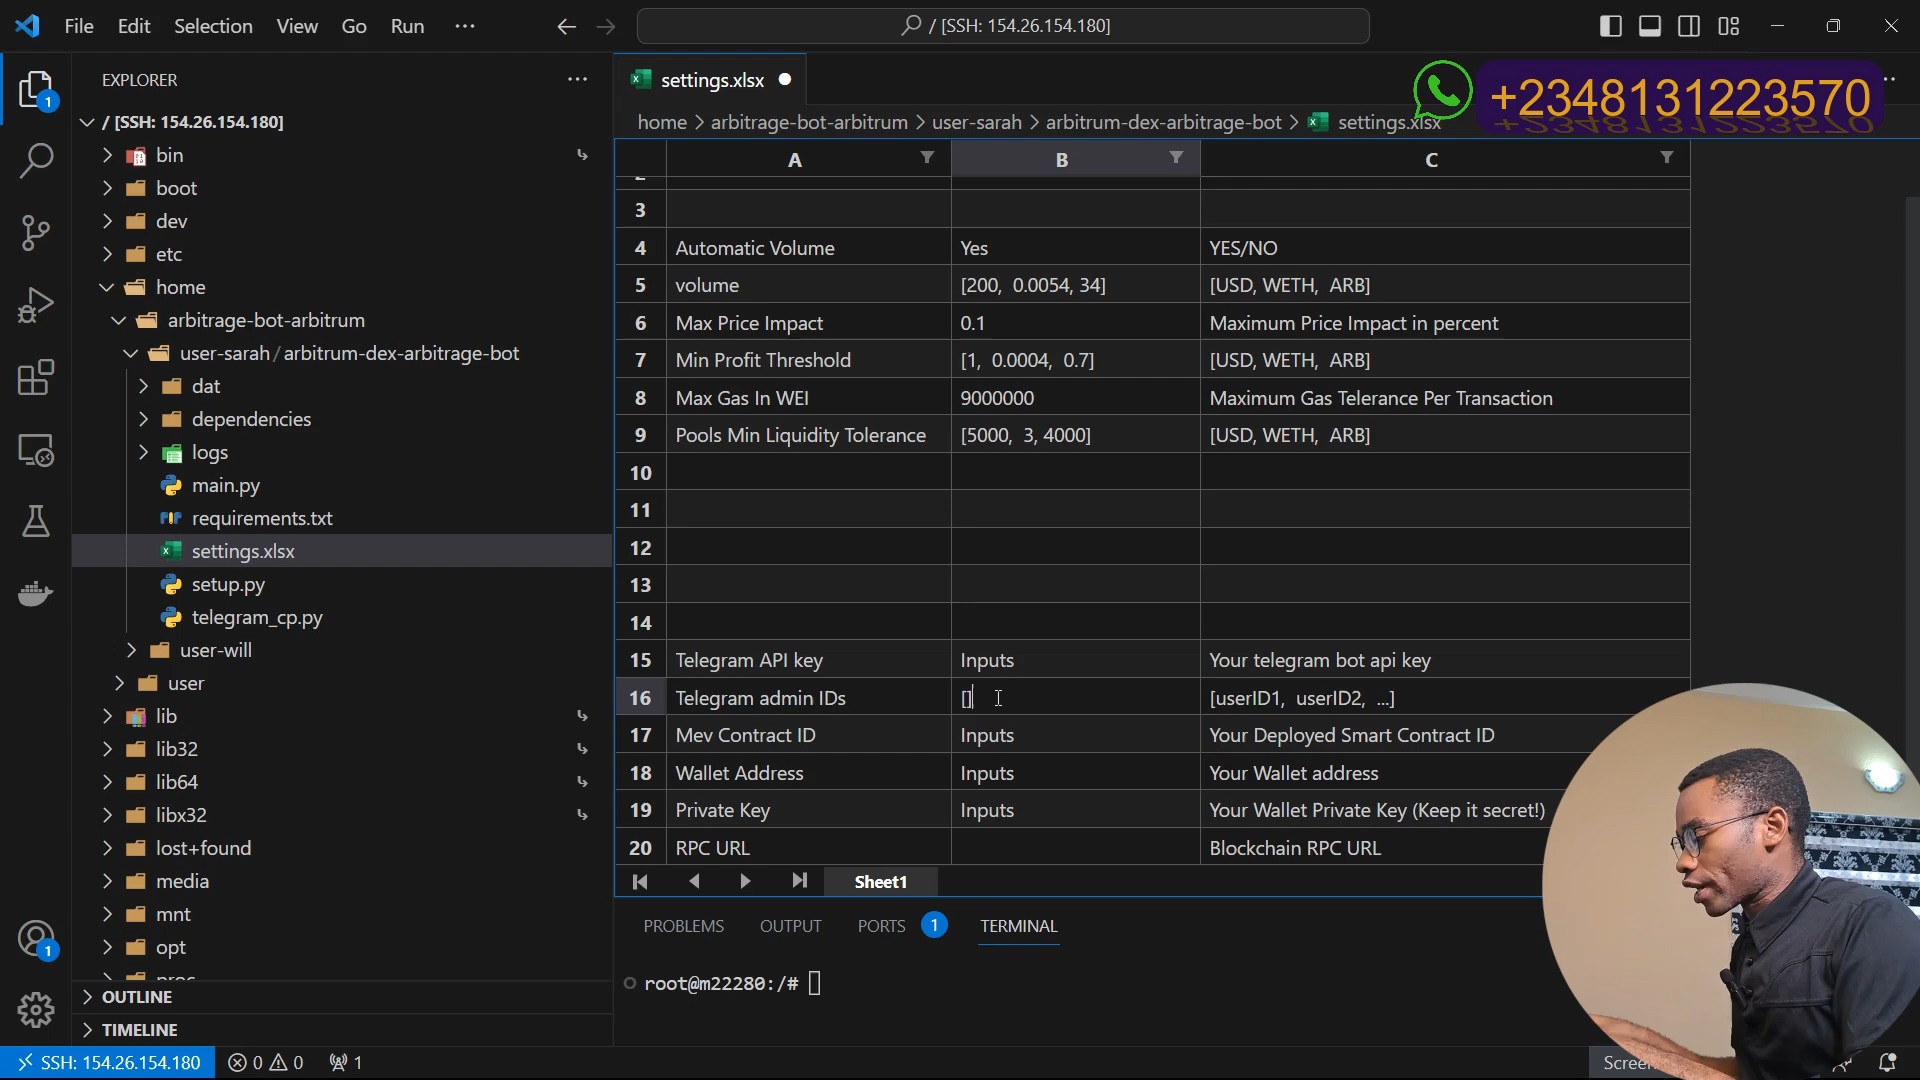 File Edit Selection View Go Run ···
/ [SSH: 154.26.154.180]
EXPLORER
settings.xlsx
+2348131223570
home > arbitrage-bot-arbitrum > user-sarah > arbitrum-dex-arbitrage-bot > settings.xlsx
/ [SSH: 154.26.154.180]
bin
boot
dev
etc
home
arbitrage-bot-arbitrum
user-sarah / arbitrum-dex-arbitrage-bot
dat
dependencies
logs
main.py
requirements.txt
settings.xlsx
setup.py
telegram_cp.py
user-will
user
lib
lib32
lib64
libx32
lost+found
media
mnt
opt
proc
OUTLINE
TIMELINE
1
1
A B C
3
4 Automatic Volume Yes YES/NO
5 volume [200, 0.0054, 34] [USD, WETH, ARB]
6 Max Price Impact 0.1 Maximum Price Impact in percent
7 Min Profit Threshold [1, 0.0004, 0.7] [USD, WETH, ARB]
8 Max Gas In WEI 9000000 Maximum Gas Telerance Per Transaction
9 Pools Min Liquidity Tolerance [5000, 3, 4000] [USD, WETH, ARB]
10
11
12
13
14
15 Telegram API key Inputs Your telegram bot api key
16 Telegram admin IDs [] [userID1, userID2, ...]
17 Mev Contract ID Inputs Your Deployed Smart Contract ID
18 Wallet Address Inputs Your Wallet address
19 Private Key Inputs Your Wallet Private Key (Keep it secret!)
20 RPC URL Blockchain RPC URL
Sheet1
PROBLEMS OUTPUT PORTS 1 TERMINAL
root@m22280:/#
SSH: 154.26.154.180 0 0 1